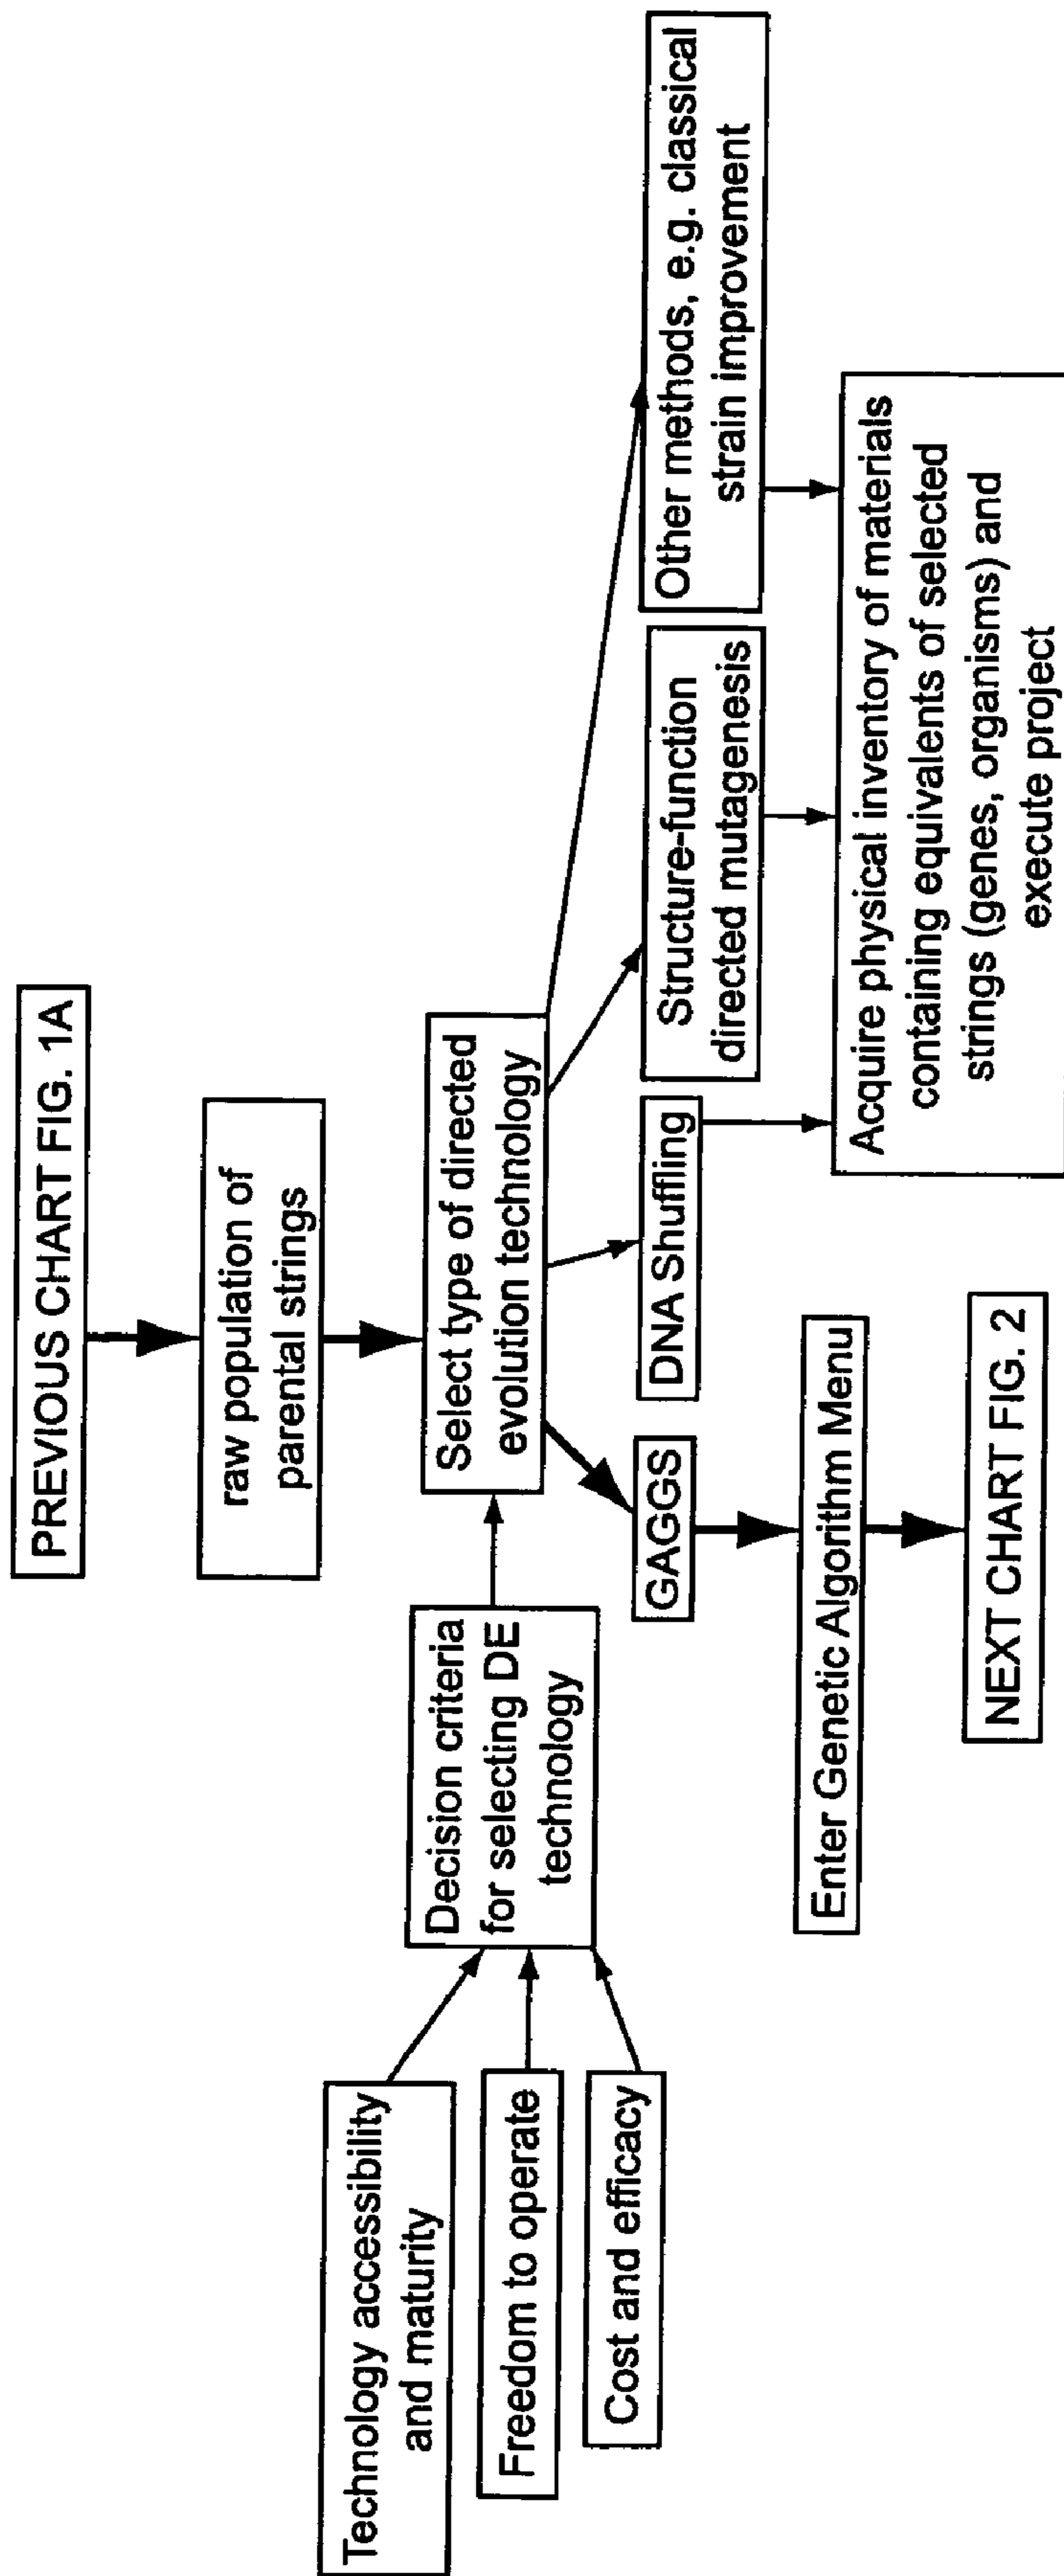 PREVIOUS CHART FIG. 1A
raw population of
parental strings
Technology accessibility
and maturity
Freedom to operate
Cost and efficacy
Decision criteria
for selecting DE
technology
Select type of directed
evolution technology
GAGGS
DNA Shuffling
Structure-function
directed mutagenesis
Other methods, e.g. classical
strain improvement
Enter Genetic Algorithm Menu
Acquire physical inventory of materials
containing equivalents of selected
strings (genes, organisms) and
execute project
NEXT CHART FIG. 2